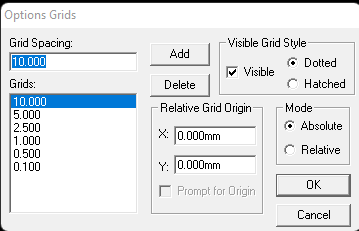 Options Grids
Grid Spacing:
10.000
Add
Delete
Visible Grid Style
Visible
Dotted
Hatched
Grids:
10.000
5.000
2.500
1.000
0.500
0.100
Relative Grid Origin
X: 0.000mm
Y: 0.000mm
Prompt for Origin
Mode
Absolute
Relative
OK
Cancel